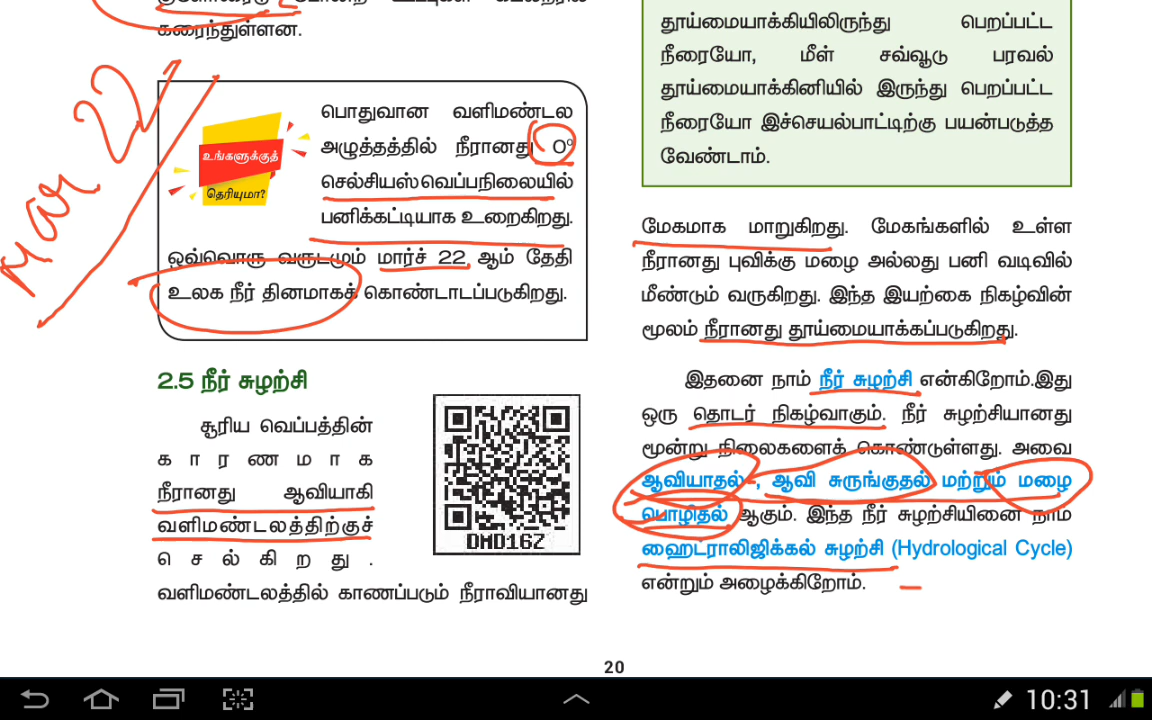 கரைந்துள்ளன.
Mar 22
பொதுவான வளிமண்டல
அழுத்தத்தில் நீரானது 0°
செல்சியஸ் வெப்பநிலையில்
பனிக்கட்டியாக உறைகிறது.
உங்களுக்குத்
தெரியுமா?
ஒவ்வொரு வருடமும் மார்ச் 22 ஆம் தேதி
உலக நீர் தினமாகக் கொண்டாடப்படுகிறது.
2.5 நீர் சுழற்சி
சூரிய வெப்பத்தின்
காரணமாக
நீரானது ஆவியாகி
வளிமண்டலத்திற்குச்
செல்கிறது.
DMD16Z
வளிமண்டலத்தில் காணப்படும் நீராவியானது
தூய்மையாக்கியிலிருந்து பெறப்பட்ட
நீரையோ, மீள் சவ்வூடு பரவல்
தூய்மையாக்கினியில் இருந்து பெறப்பட்ட
நீரையோ இச்செயல்பாட்டிற்கு பயன்படுத்த
வேண்டாம்.
மேகமாக மாறுகிறது. மேகங்களில் உள்ள
நீரானது புவிக்கு மழை அல்லது பனி வடிவில்
மீண்டும் வருகிறது. இந்த இயற்கை நிகழ்வின்
மூலம் நீரானது தூய்மையாக்கப்படுகிறது.
இதனை நாம் நீர் சுழற்சி என்கிறோம்.இது
ஒரு தொடர் நிகழ்வாகும். நீர் சுழற்சியானது
மூன்று நிலைகளைக் கொண்டுள்ளது. அவை
ஆவியாதல் , ஆவி சுருங்குதல் மற்றும் மழை
பொழிதல் ஆகும். இந்த நீர் சுழற்சியினை நாம்
ஹைட்ராலிஜிக்கல் சுழற்சி (Hydrological Cycle)
என்றும் அழைக்கிறோம்.
20
10:31